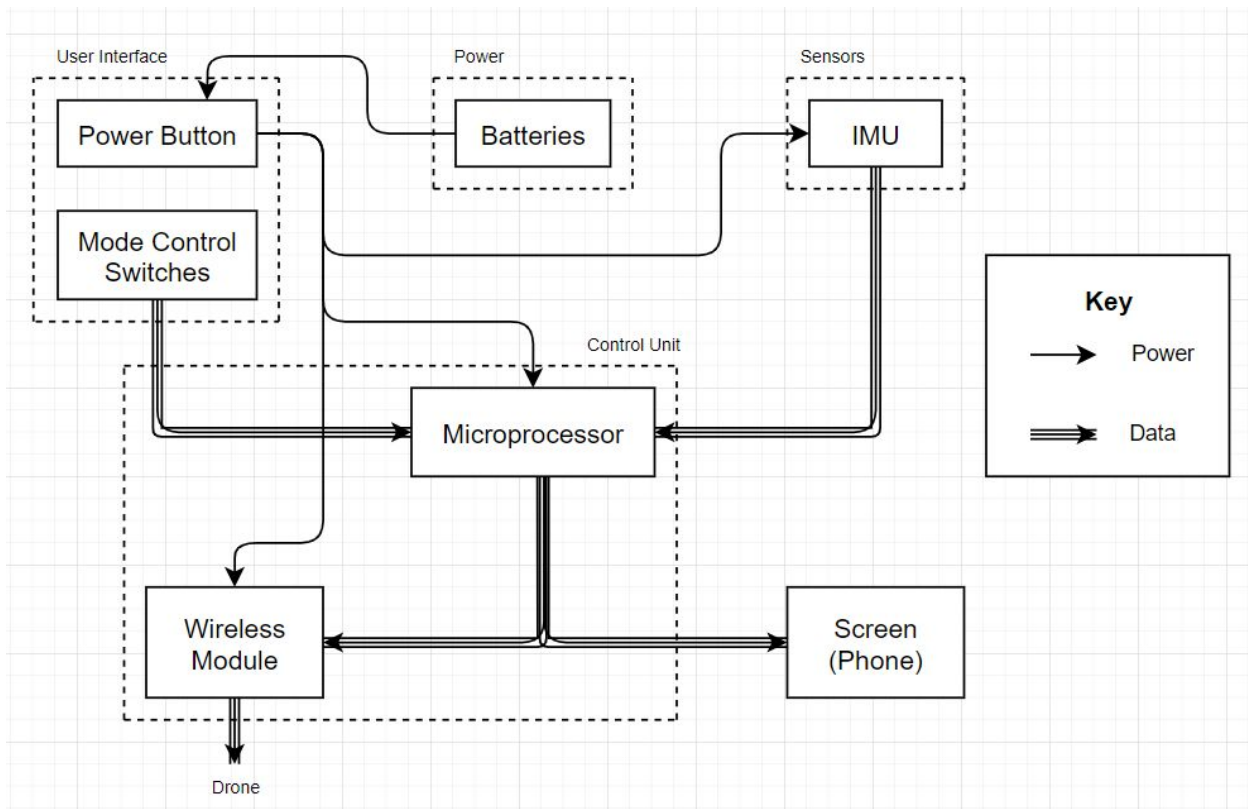 User Interface
Power
Sensors
Power Button
Batteries
IMU
Mode Control
Switches
Key
Power
Data
Control Unit
Microprocessor
Wireless
Module
Screen
(Phone)
Drone